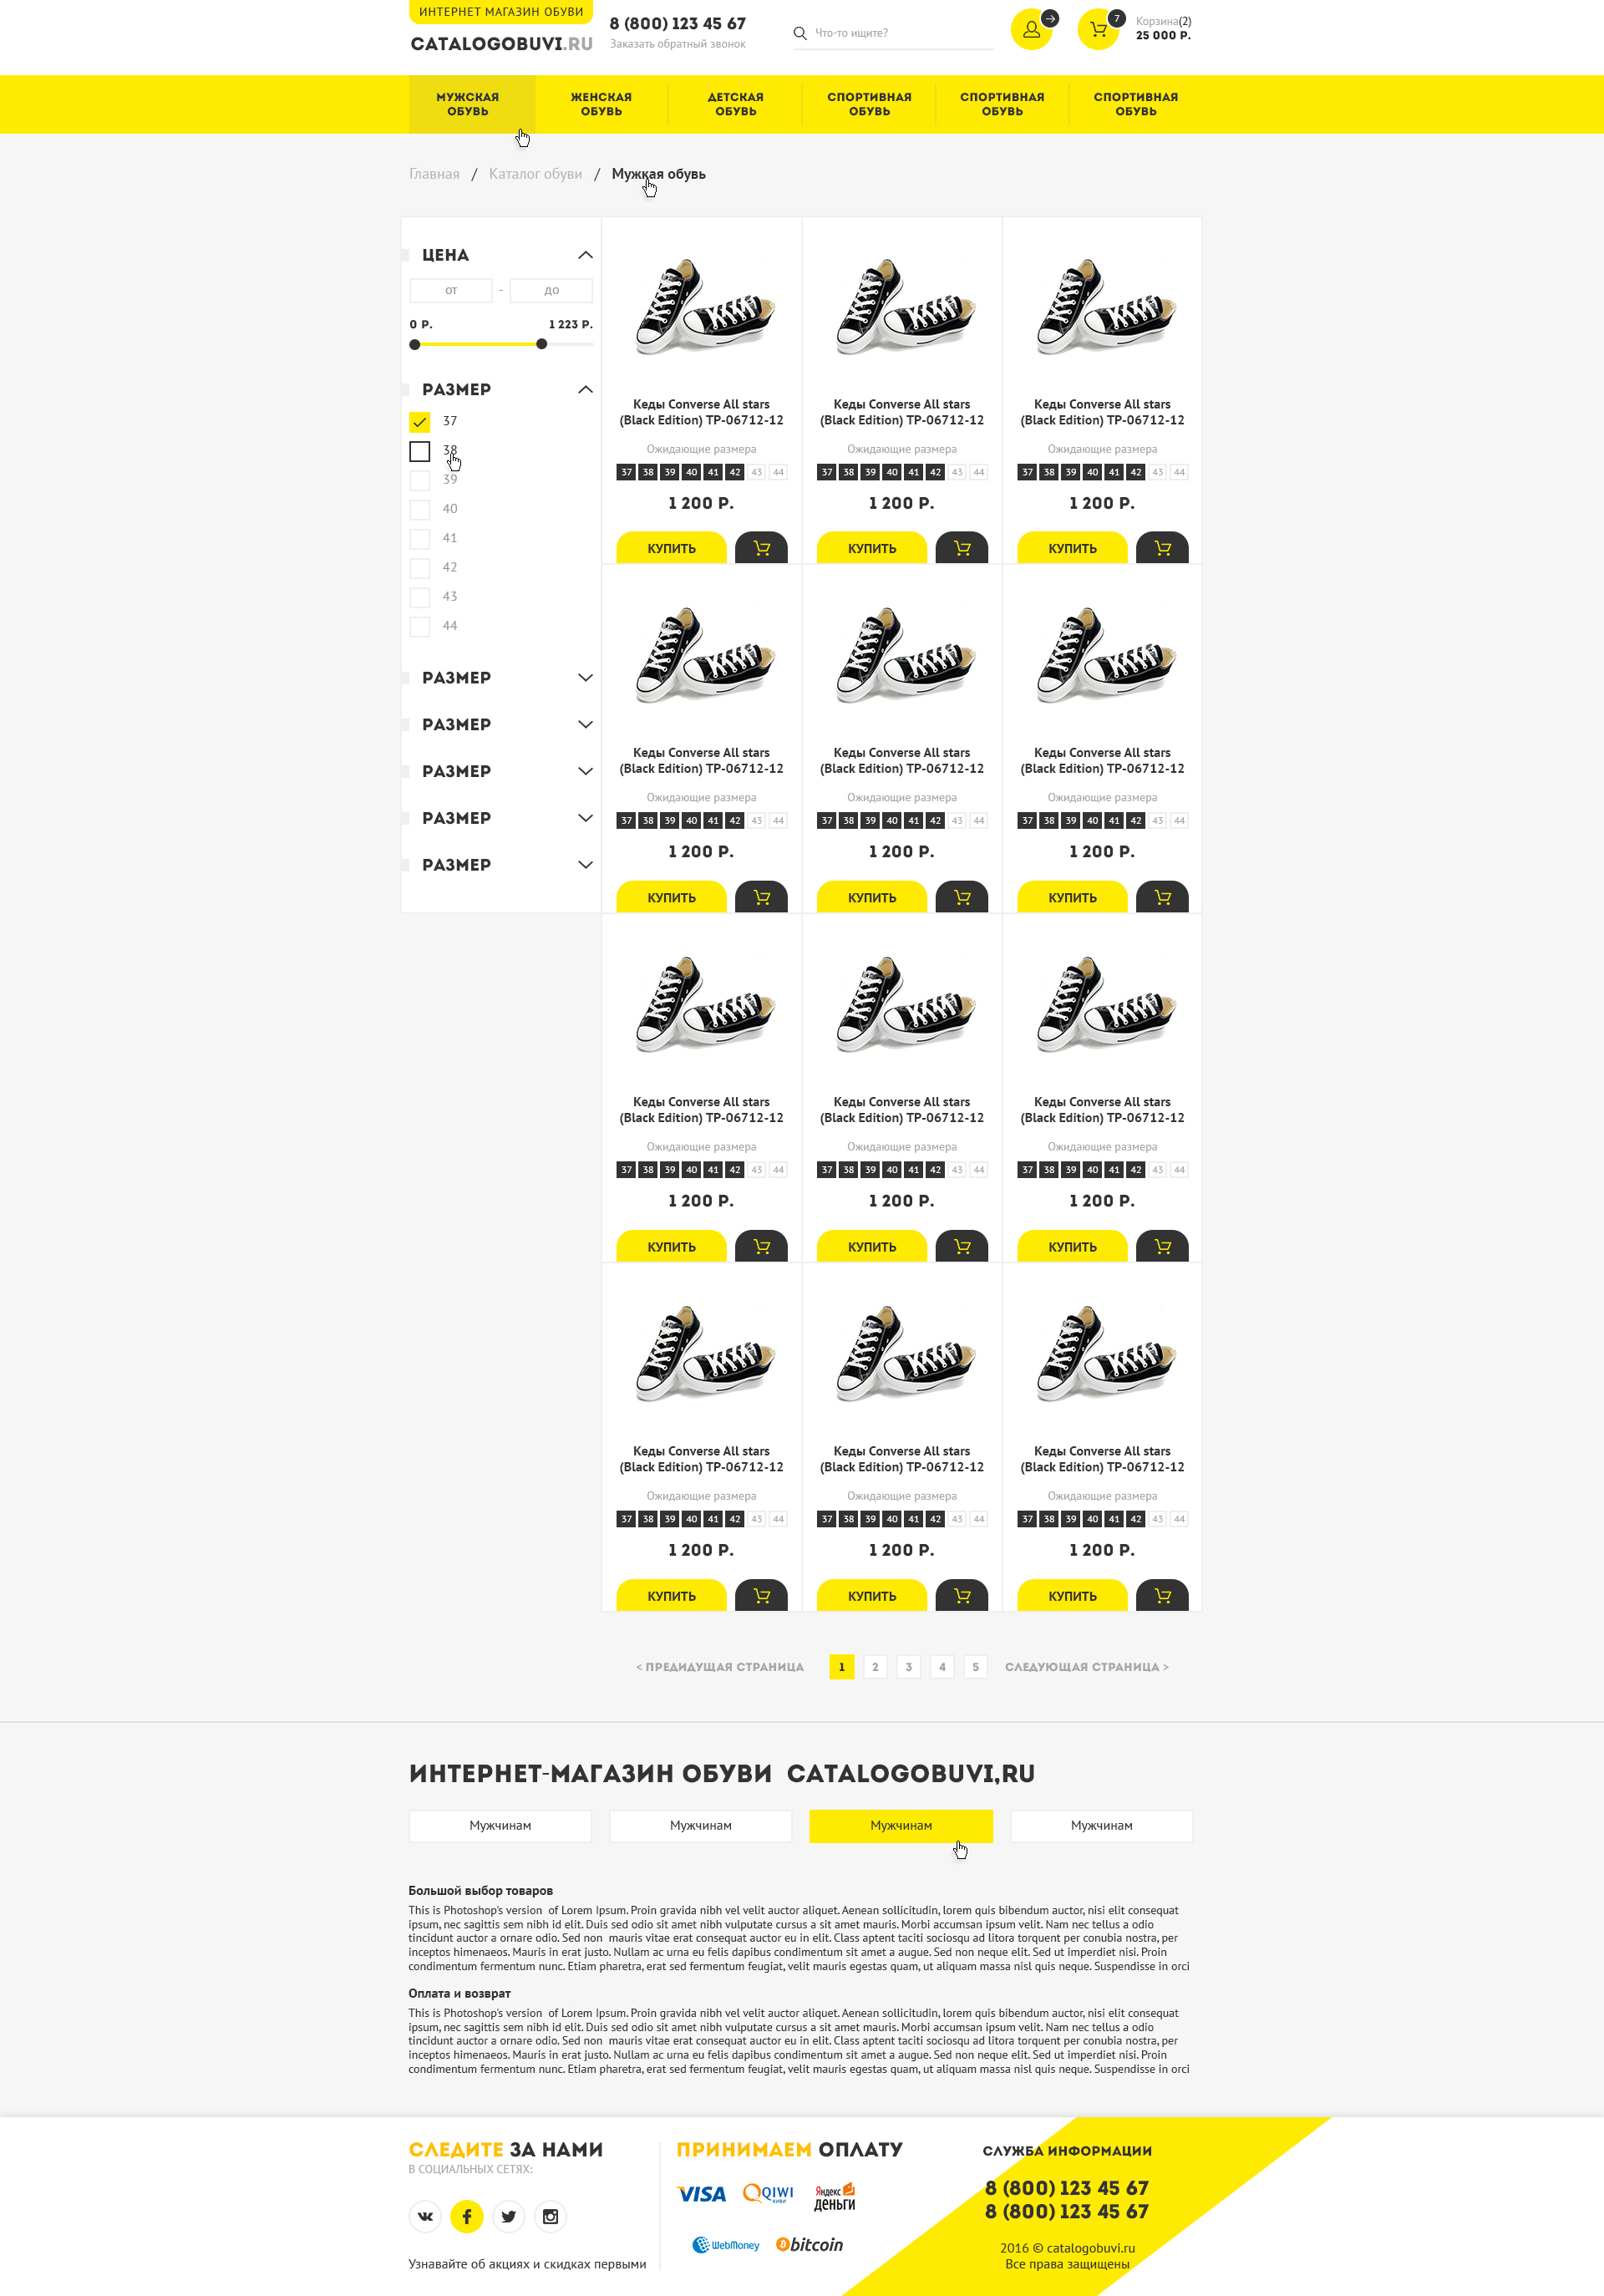 ИНТЕРНЕТ МАГАЗИН ОБУВИ
CATALOGOBUVI.RU
8 (800) 123 45 67
Заказать обратный звонок
Что-то ищите?
7
Корзина(2)
25 000 Р.
МУЖСКАЯ ОБУВЬ
ЖЕНСКАЯ ОБУВЬ
ДЕТСКАЯ ОБУВЬ
СПОРТИВНАЯ ОБУВЬ
СПОРТИВНАЯ ОБУВЬ
СПОРТИВНАЯ ОБУВЬ
Главная / Каталог обуви / Мужкая обувь
ЦЕНА
от - до
0 Р. 1 223 Р.
РАЗМЕР
37
38
39
40
41
42
43
44
РАЗМЕР
РАЗМЕР
РАЗМЕР
РАЗМЕР
РАЗМЕР
Кеды Converse All stars Кеды Converse All stars Кеды Converse All stars
(Black Edition) TP-06712-12 (Black Edition) TP-06712-12 (Black Edition) TP-06712-12
Ожидающие размера Ожидающие размера Ожидающие размера
37 38 39 40 41 42 43 44 37 38 39 40 41 42 43 44 37 38 39 40 41 42 43 44
1 200 Р. 1 200 Р. 1 200 Р.
КУПИТЬ КУПИТЬ КУПИТЬ
Кеды Converse All stars Кеды Converse All stars Кеды Converse All stars
(Black Edition) TP-06712-12 (Black Edition) TP-06712-12 (Black Edition) TP-06712-12
Ожидающие размера Ожидающие размера Ожидающие размера
37 38 39 40 41 42 43 44 37 38 39 40 41 42 43 44 37 38 39 40 41 42 43 44
1 200 Р. 1 200 Р. 1 200 Р.
КУПИТЬ КУПИТЬ КУПИТЬ
Кеды Converse All stars Кеды Converse All stars Кеды Converse All stars
(Black Edition) TP-06712-12 (Black Edition) TP-06712-12 (Black Edition) TP-06712-12
Ожидающие размера Ожидающие размера Ожидающие размера
37 38 39 40 41 42 43 44 37 38 39 40 41 42 43 44 37 38 39 40 41 42 43 44
1 200 Р. 1 200 Р. 1 200 Р.
КУПИТЬ КУПИТЬ КУПИТЬ
Кеды Converse All stars Кеды Converse All stars Кеды Converse All stars
(Black Edition) TP-06712-12 (Black Edition) TP-06712-12 (Black Edition) TP-06712-12
Ожидающие размера Ожидающие размера Ожидающие размера
37 38 39 40 41 42 43 44 37 38 39 40 41 42 43 44 37 38 39 40 41 42 43 44
1 200 Р. 1 200 Р. 1 200 Р.
КУПИТЬ КУПИТЬ КУПИТЬ
< ПРЕДИДУЩАЯ СТРАНИЦА 1 2 3 4 5 СЛЕДУЮЩАЯ СТРАНИЦА >
ИНТЕРНЕТ-МАГАЗИН ОБУВИ CATALOGOBUVI,RU
Мужчинам Мужчинам Мужчинам Мужчинам
Большой выбор товаров
This is Photoshop's version of Lorem Ipsum. Proin gravida nibh vel velit auctor aliquet. Aenean sollicitudin, lorem quis bibendum auctor, nisi elit consequat
ipsum, nec sagittis sem nibh id elit. Duis sed odio sit amet nibh vulputate cursus a sit amet mauris. Morbi accumsan ipsum velit. Nam nec tellus a odio
tincidunt auctor a ornare odio. Sed non mauris vitae erat consequat auctor eu in elit. Class aptent taciti sociosqu ad litora torquent per conubia nostra, per
inceptos himenaeos. Mauris in erat justo. Nullam ac urna eu felis dapibus condimentum sit amet a augue. Sed non neque elit. Sed ut imperdiet nisi. Proin
condimentum fermentum nunc. Etiam pharetra, erat sed fermentum feugiat, velit mauris egestas quam, ut aliquam massa nisl quis neque. Suspendisse in orci
Оплата и возврат
This is Photoshop's version of Lorem Ipsum. Proin gravida nibh vel velit auctor aliquet. Aenean sollicitudin, lorem quis bibendum auctor, nisi elit consequat
ipsum, nec sagittis sem nibh id elit. Duis sed odio sit amet nibh vulputate cursus a sit amet mauris. Morbi accumsan ipsum velit. Nam nec tellus a odio
tincidunt auctor a ornare odio. Sed non mauris vitae erat consequat auctor eu in elit. Class aptent taciti sociosqu ad litora torquent per conubia nostra, per
inceptos himenaeos. Mauris in erat justo. Nullam ac urna eu felis dapibus condimentum sit amet a augue. Sed non neque elit. Sed ut imperdiet nisi. Proin
condimentum fermentum nunc. Etiam pharetra, erat sed fermentum feugiat, velit mauris egestas quam, ut aliquam massa nisl quis neque. Suspendisse in orci
СЛЕДИТЕ ЗА НАМИ
В СОЦИАЛЬНЫХ СЕТЯХ:
Узнавайте об акциях и скидках первыми
ПРИНИМАЕМ ОПЛАТУ
VISA
QIWI
КИВИ
Яндекс
деньги
WebMoney
bitcoin
СЛУЖБА ИНФОРМАЦИИ
8 (800) 123 45 67
8 (800) 123 45 67
2016 © catalogobuvi.ru
Все права защищены